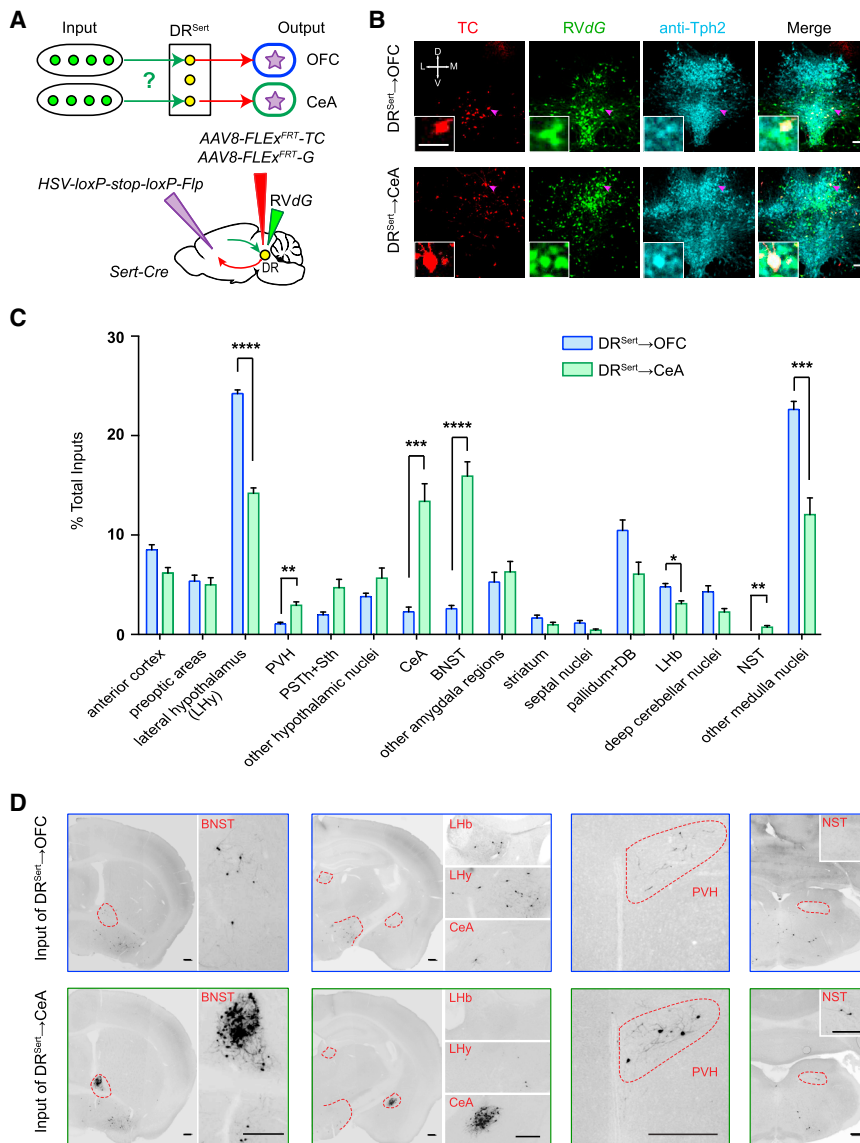 A
Input
DR^Sert
Output
?
OFC
CeA
AAV8-FLEx^FRT-TC
AAV8-FLEx^FRT-G
HSV-loxP-stop-loxP-Flp
RVdG
Sert-Cre
DR
B
TC
RVdG
anti-Tph2
Merge
DR^Sert→OFC
D
L M
V
DR^Sert→CeA
C
30
20
10
0
% Total Inputs
DR^Sert→OFC
DR^Sert→CeA
****
**
***
****
*
**
***
anterior cortex
preoptic areas
lateral hypothalamus
(LHy)
PVH
PSTh+Sth
other hypothalamic nuclei
CeA
BNST
other amygdala regions
striatum
septal nuclei
pallidum+DB
LHb
deep cerebellar nuclei
NST
other medulla nuclei
D
Input of DR^Sert→OFC
BNST
LHb
LHy
CeA
PVH
NST
Input of DR^Sert→CeA
BNST
LHb
LHy
CeA
PVH
NST